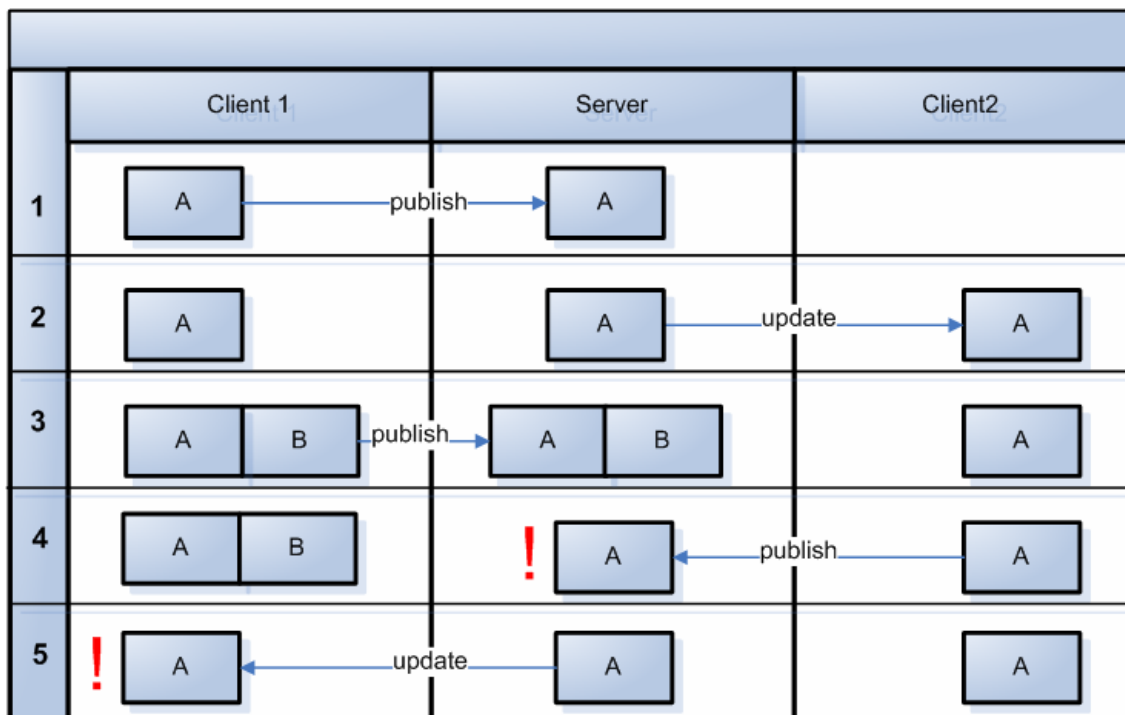 Client 1 Server Client2
1 A publish A
2 A A update A
3 A B publish A B A
4 A B ! A publish A
5 ! A update A A